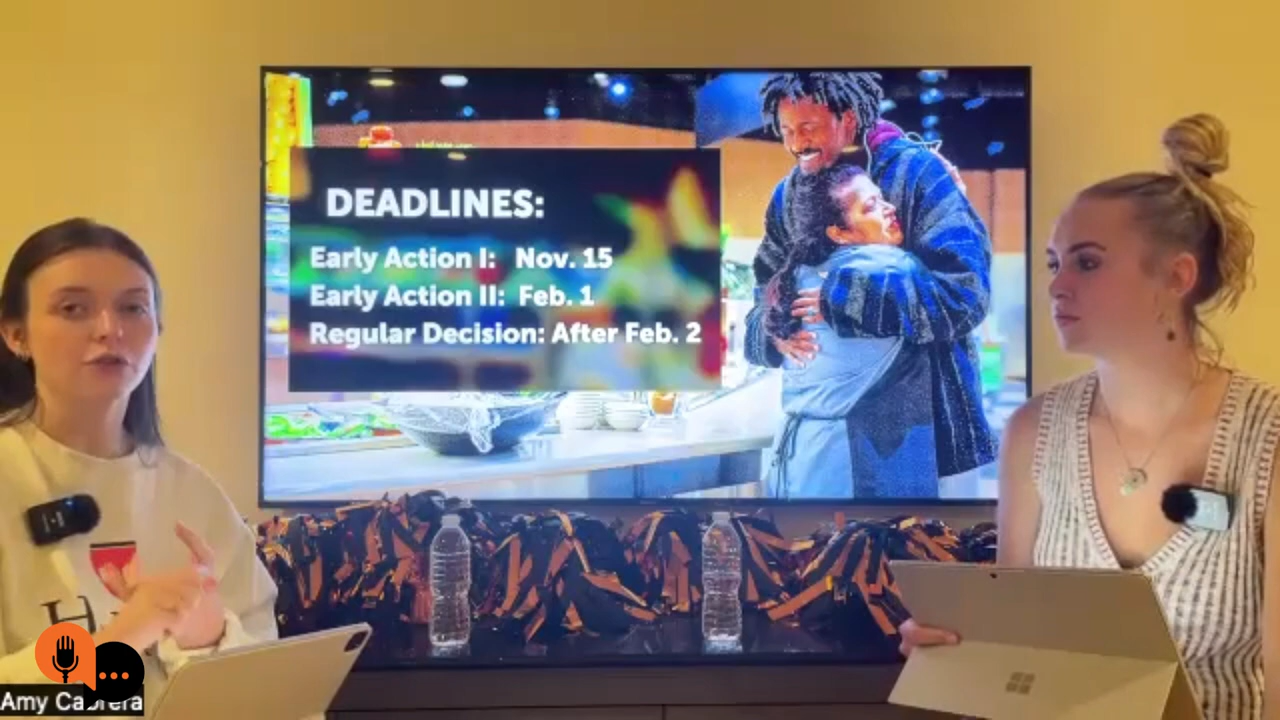 DEADLINES:
Early Action I: Nov. 15
Early Action II: Feb. 1
Regular Decision: After Feb. 2
H
Amy Cabrera